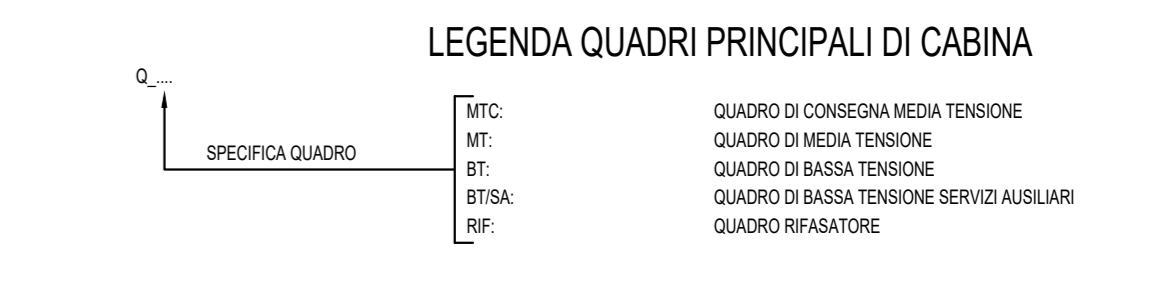 LEGENDA QUADRI PRINCIPALI DI CABINA
Q_....
MTC: QUADRO DI CONSEGNA MEDIA TENSIONE
MT: QUADRO DI MEDIA TENSIONE
SPECIFICA QUADRO
BT: QUADRO DI BASSA TENSIONE
BT/SA: QUADRO DI BASSA TENSIONE SERVIZI AUSILIARI
RIF: QUADRO RIFASATORE